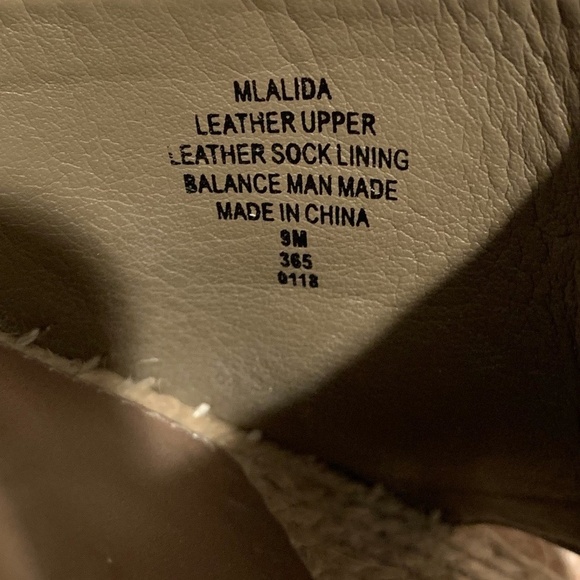 MLALIDA
LEATHER UPPER
LEATHER SOCK LINING
BALANCE MAN MADE
MADE IN CHINA
9M
365
0118